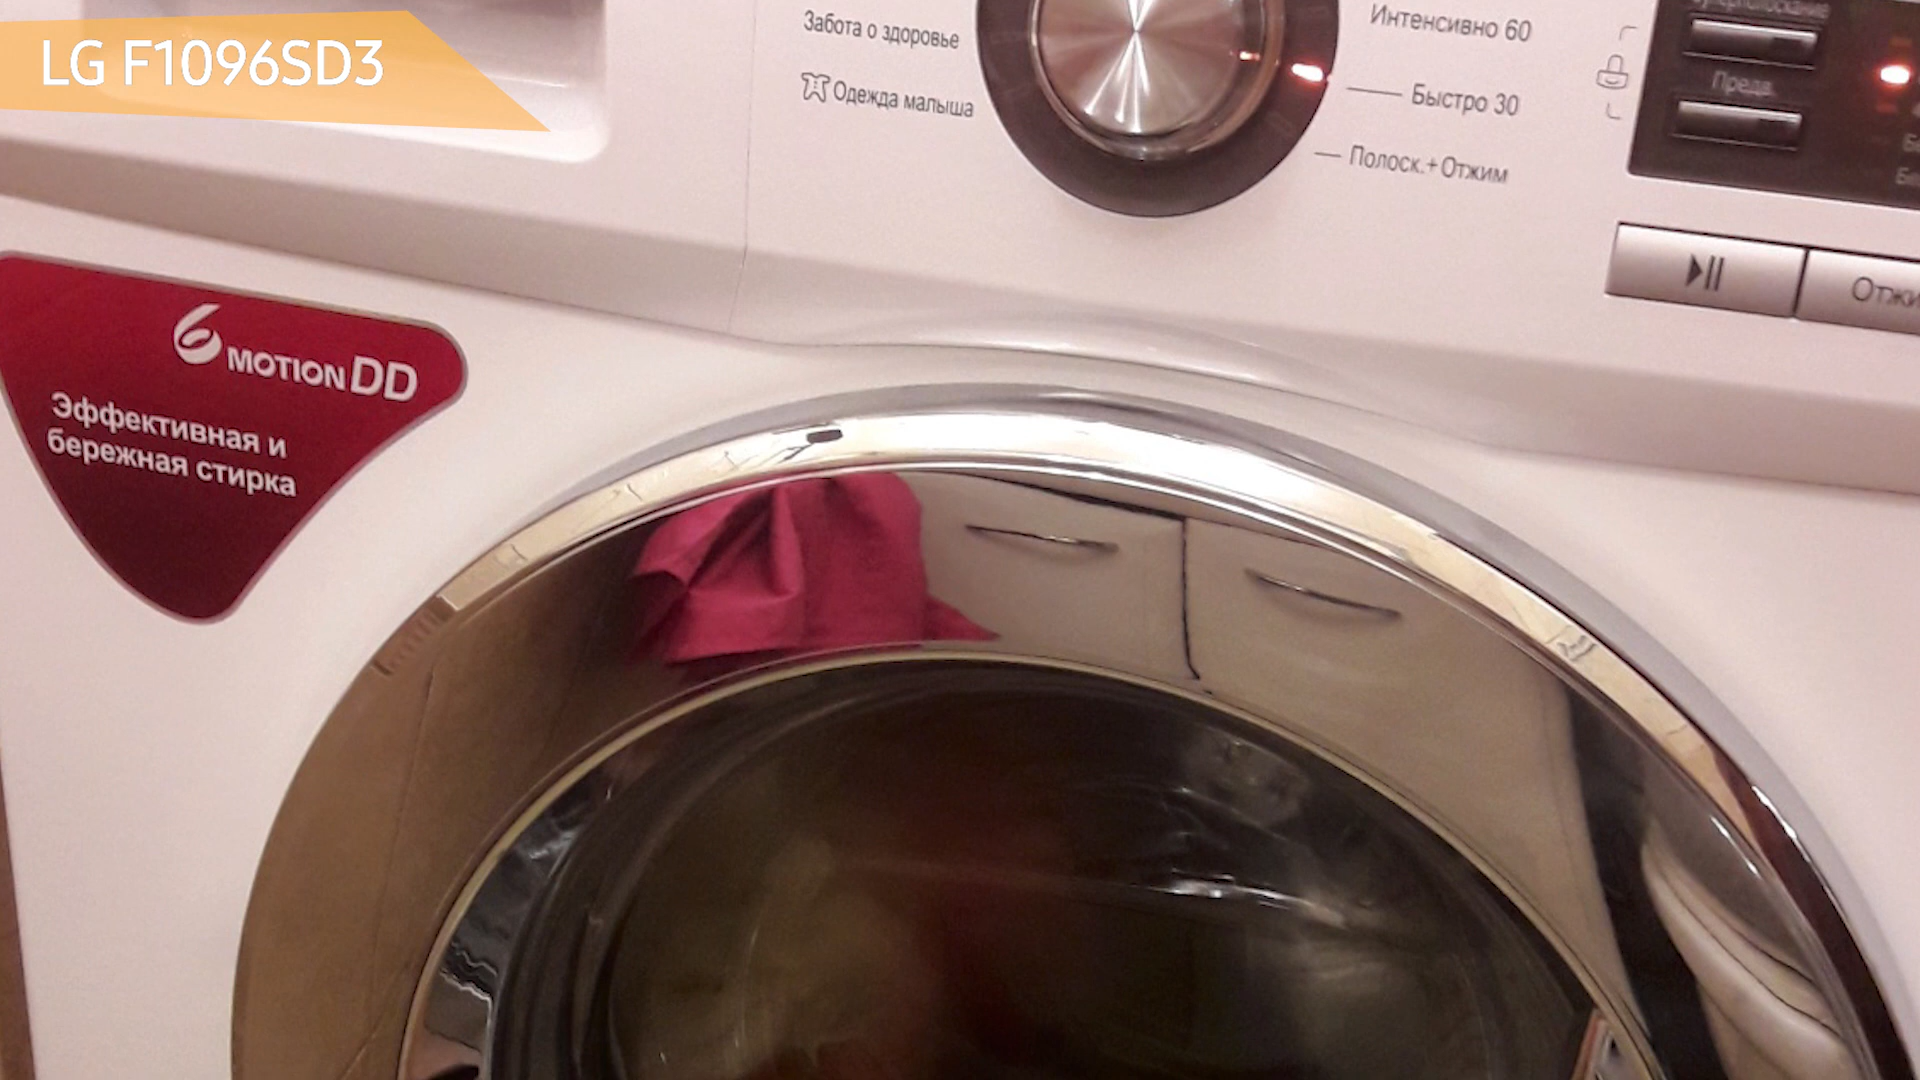 LG F1096SD3
Забота о здоровье
Одежда малыша
Интенсивно 60
Быстро 30
Полоск.+Отжим
Предв.
6 MOTION DD
Эффективная и
бережная стирка